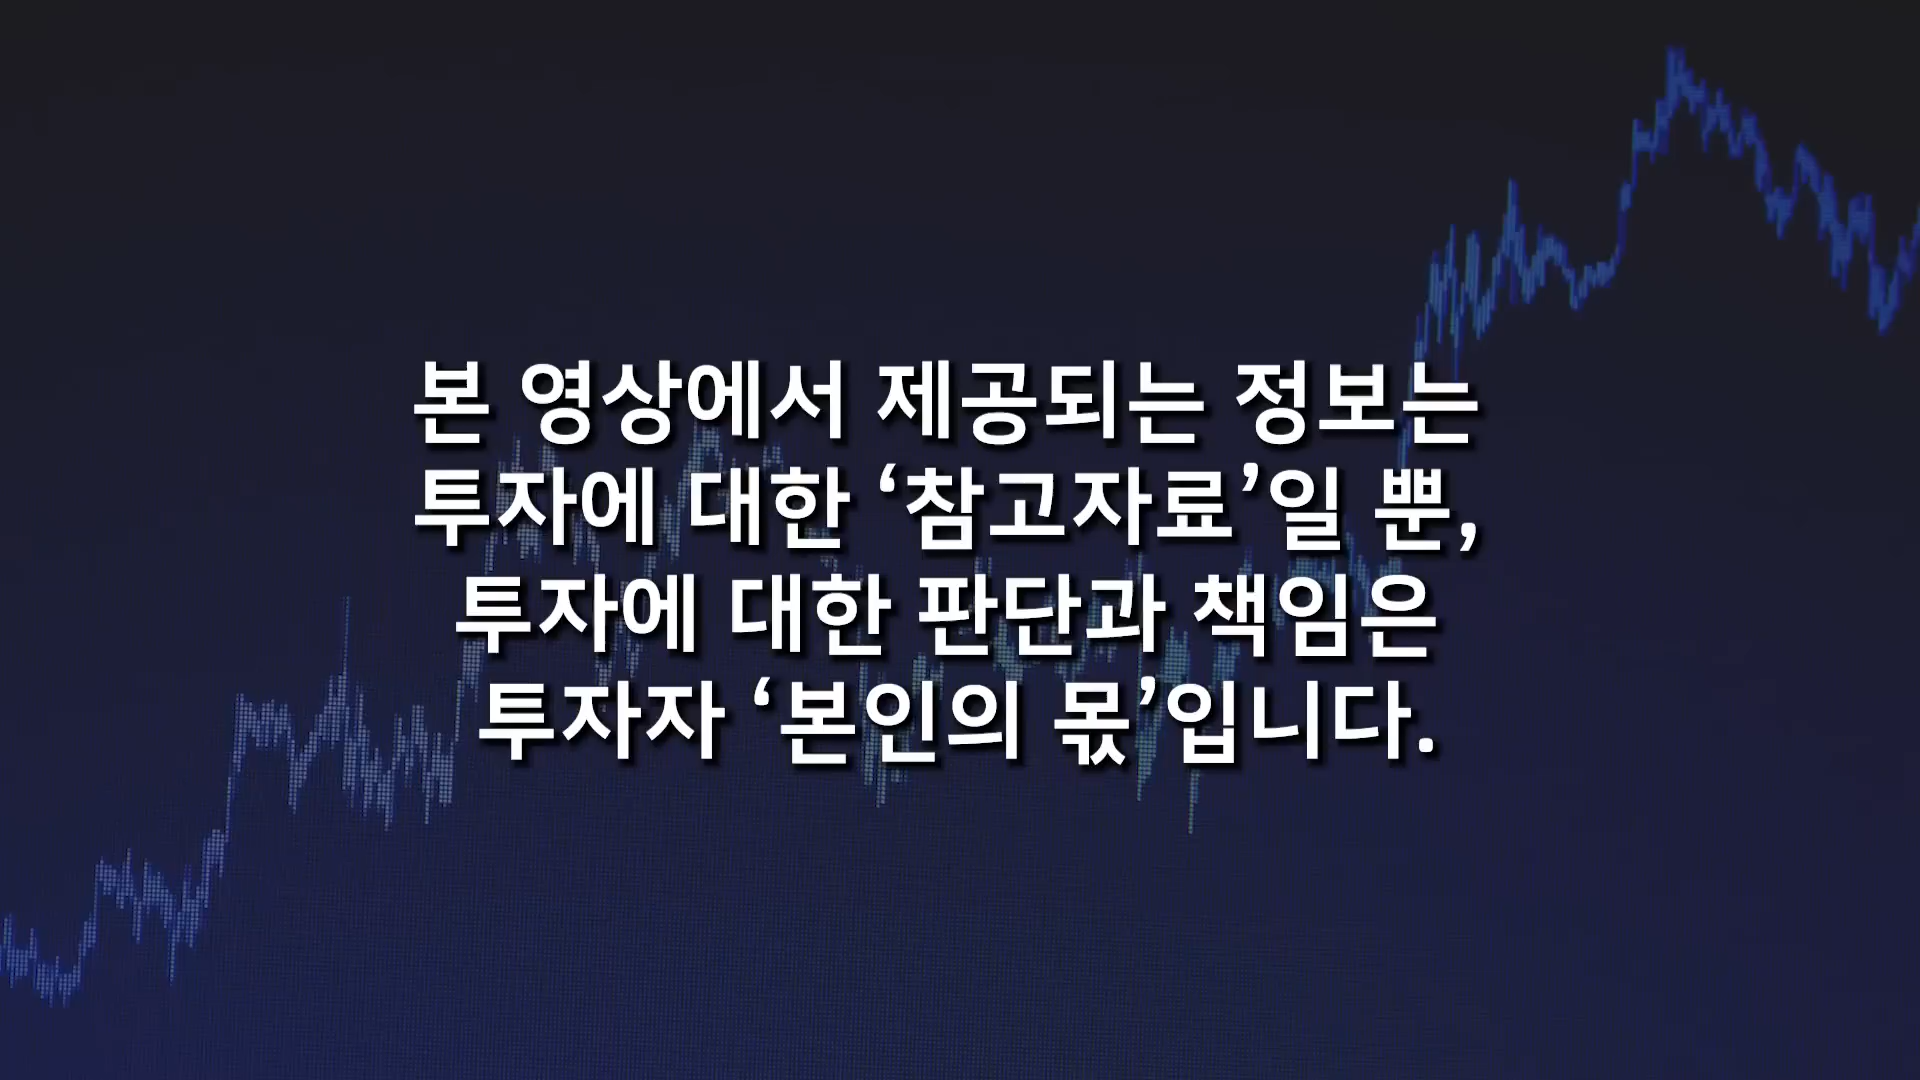 본 영상에서 제공되는 정보는
투자에 대한 ‘참고자료’일 뿐,
투자에 대한 판단과 책임은
투자자 ‘본인의 몫’입니다.